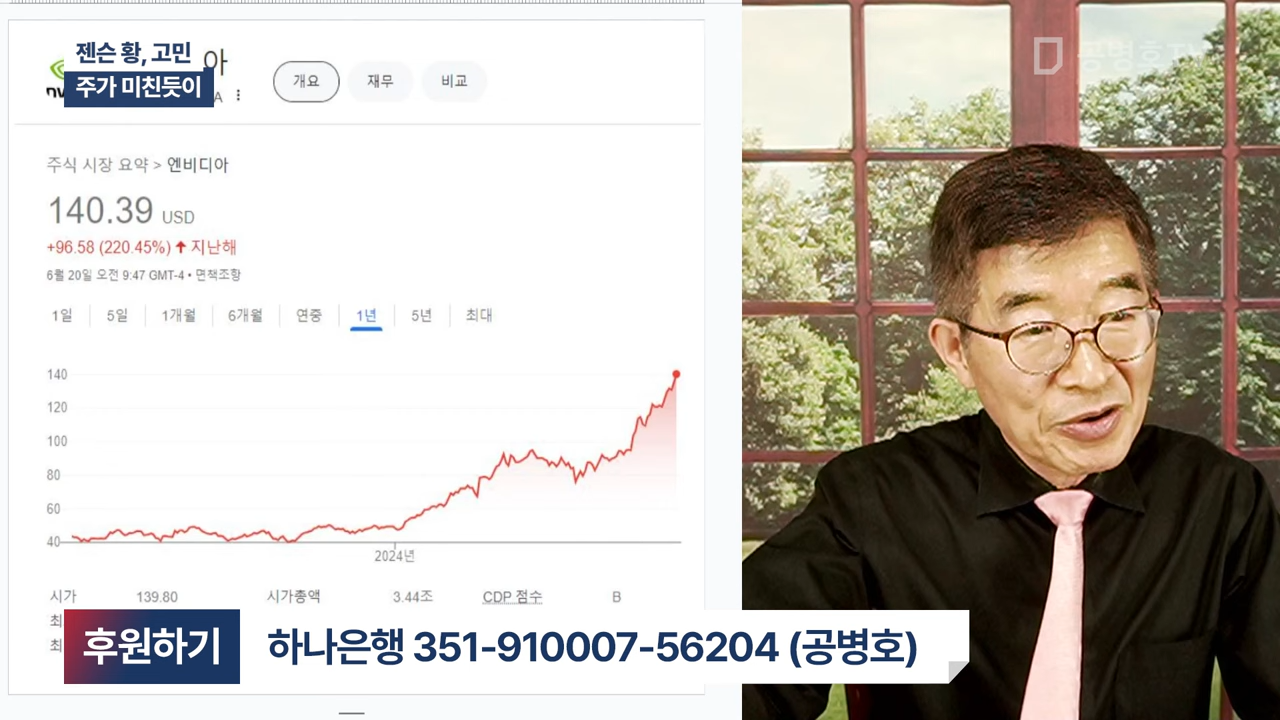 젠슨 황, 고민
주가 미친듯이
아
A
개요
재무
비교
공병호TV
주식 시장 요약 > 엔비디아
140.39 USD
+96.58 (220.45%) ↑ 지난해
6월 20일 오전 9:47 GMT-4 • 면책조항
1일
5일
1개월
6개월
연중
1년
5년
최대
140
120
100
80
60
40
2024년
시가 139.80
시가총액 3.44조
CDP 점수 B
최
최
후원하기
하나은행 351-910007-56204 (공병호)